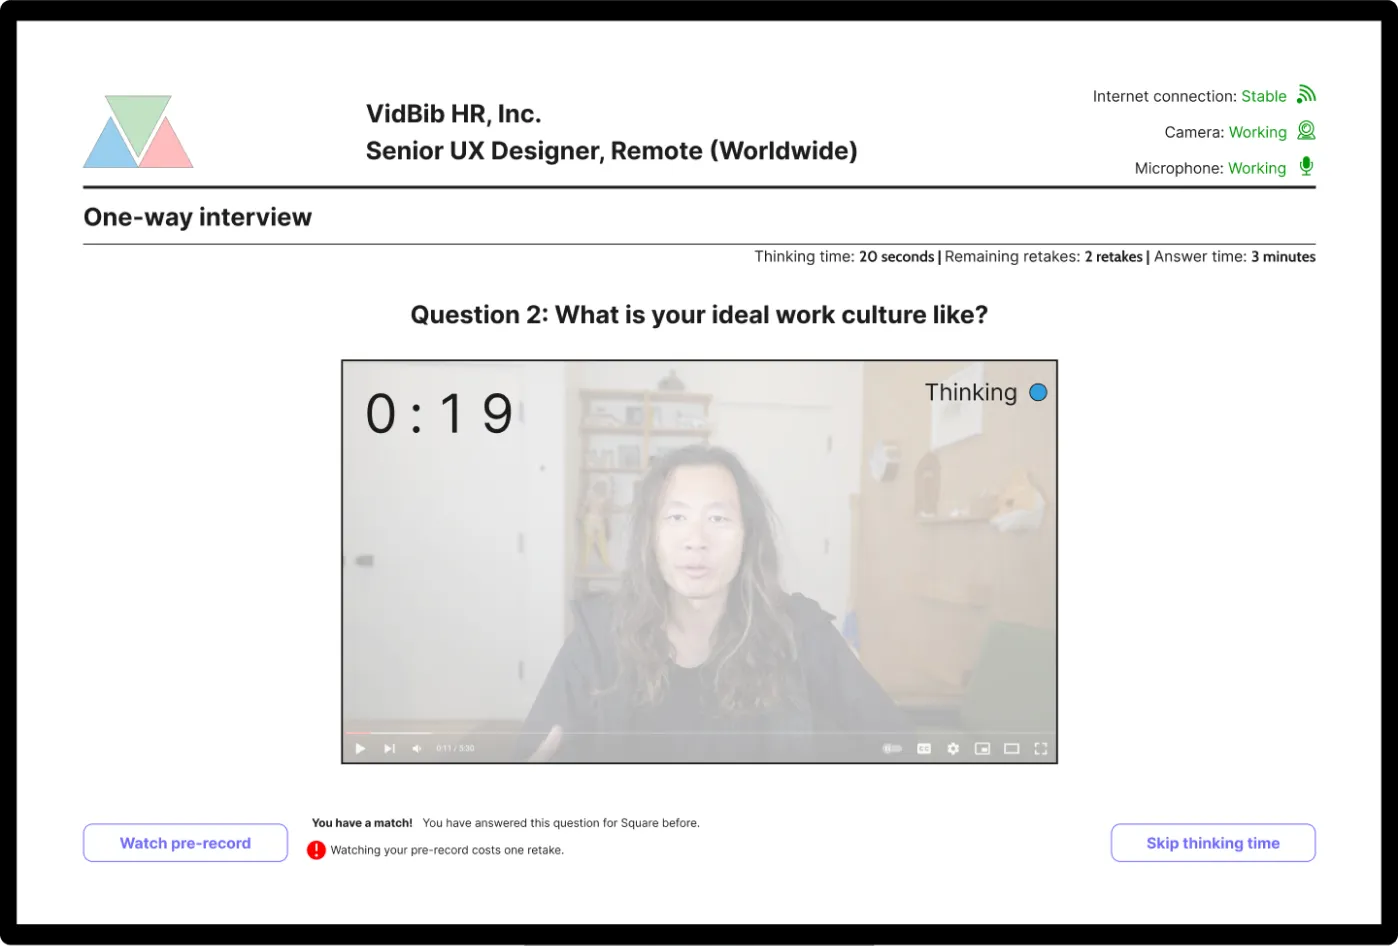 VidBib HR, Inc.
Senior UX Designer, Remote (Worldwide)
Internet connection: Stable
Camera: Working
Microphone: Working
One-way interview
Thinking time: 20 seconds | Remaining retakes: 2 retakes | Answer time: 3 minutes
Question 2: What is your ideal work culture like?
0:19
Thinking
0:11 / 5:30
CC
Watch pre-record
You have a match! You have answered this question for Square before.
! Watching your pre-record costs one retake.
Skip thinking time